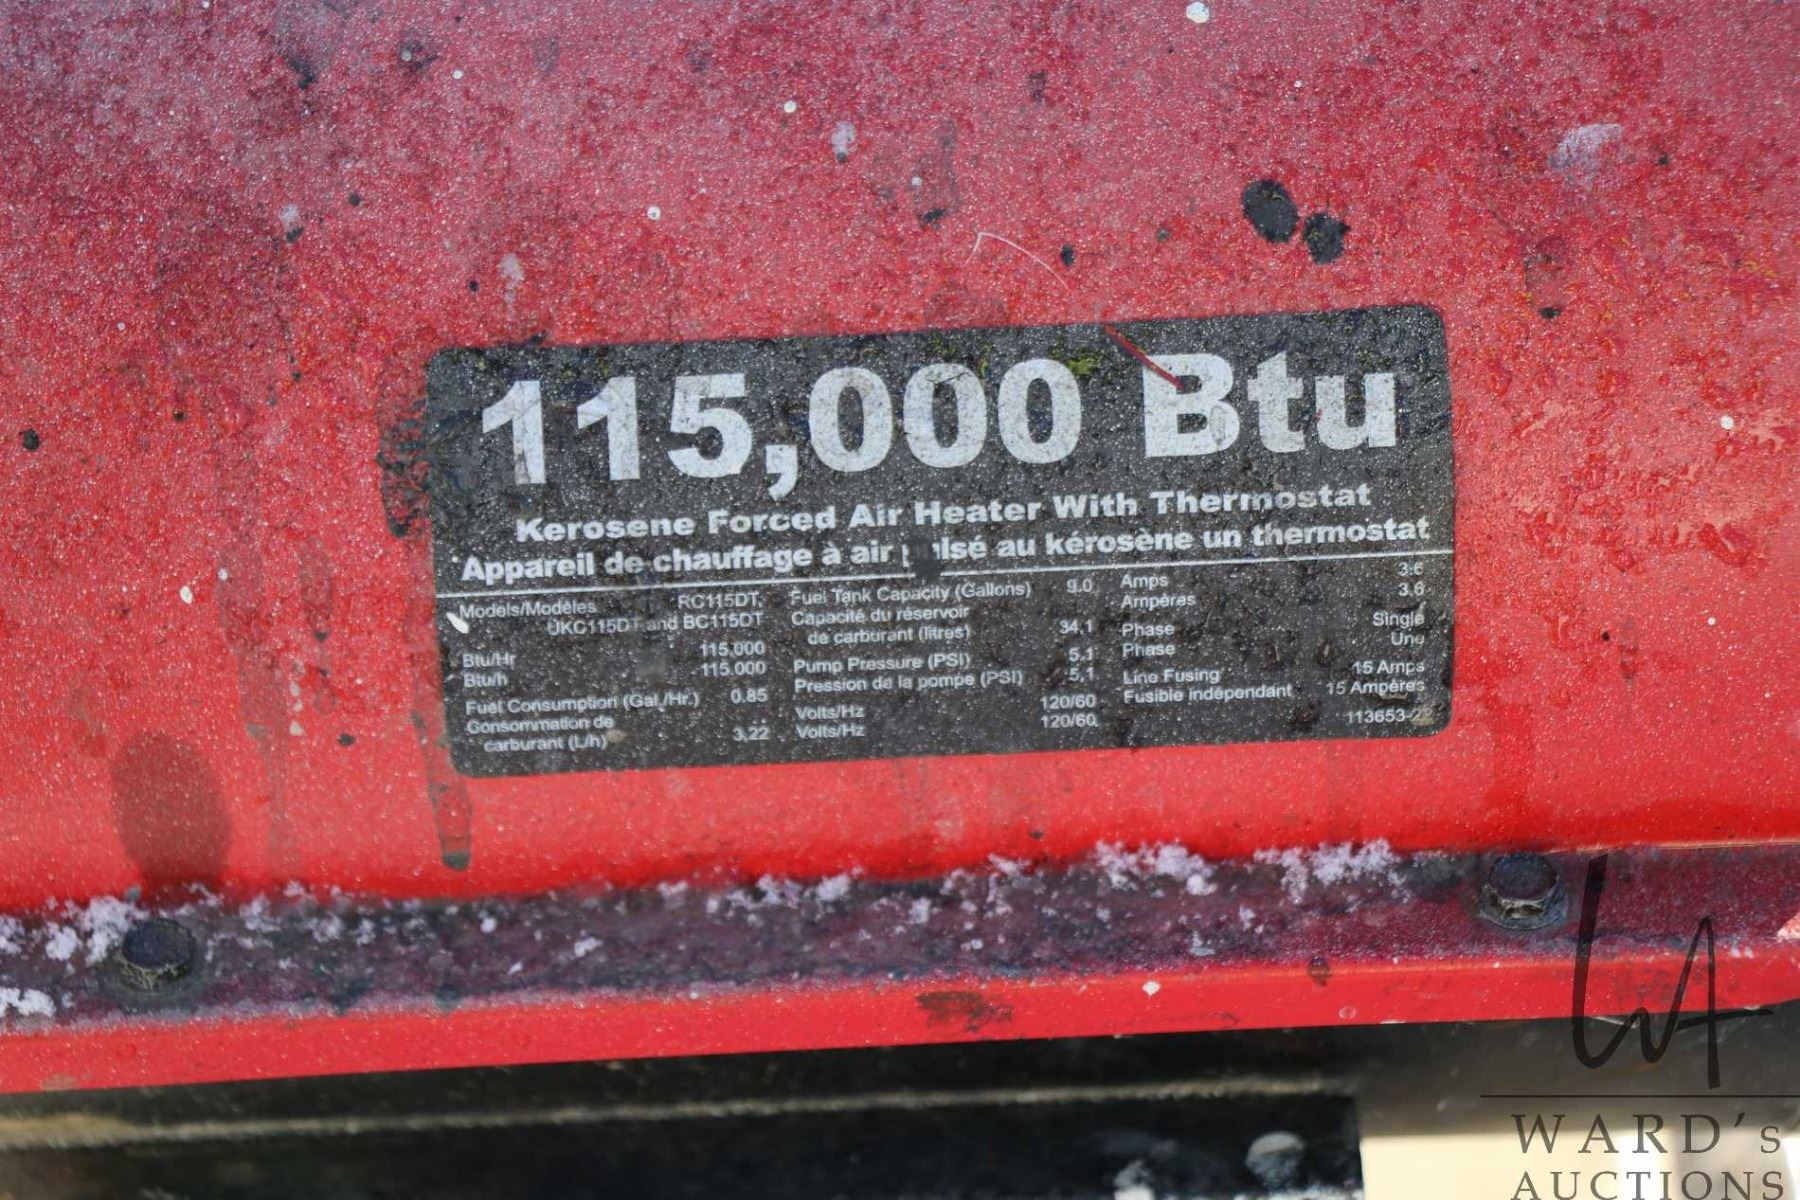 115,000 Btu
Kerosene Forced Air Heater With Thermostat
Appareil de chauffage à air au kérosène un thermostat
Models/Modèles RC115DT,
UKC115DT and BC115DT
Btu/Hr 115,000
Btu/h 115,000
Fuel Consumption (Gal./Hr.) 0.85
Consommation de
carburant (L/h) 3,22
Fuel Tank Capacity (Gallons) 9.0
Capacité du réservoir
de carburant (litres) 34,1
Pump Pressure (PSI) 5.1
Pression de la pompe (PSI) 5,1
Volts/Hz 120/60
Volts/Hz 120/60
Amps 3.6
Ampères 3.6
Phase Single
Phase Une
Line Fusing 15 Amps
Fusible indépendant 15 Ampères
WA
WARD's
AUCTIONS